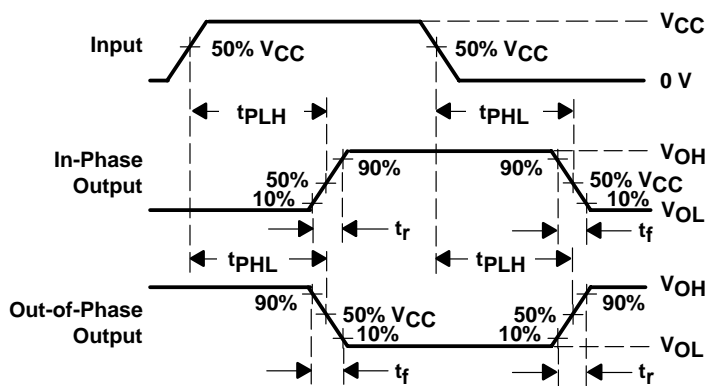 VCC
Input
50% VCC
50% VCC
0 V
tPLH
tPHL
In-Phase
Output
VOH
90%
90%
50%
50% VCC
10%
10%
VOL
tr
tf
tPHL
tPLH
Out-of-Phase
Output
VOH
90%
90%
50% VCC
50%
10%
10%
VOL
tf
tr